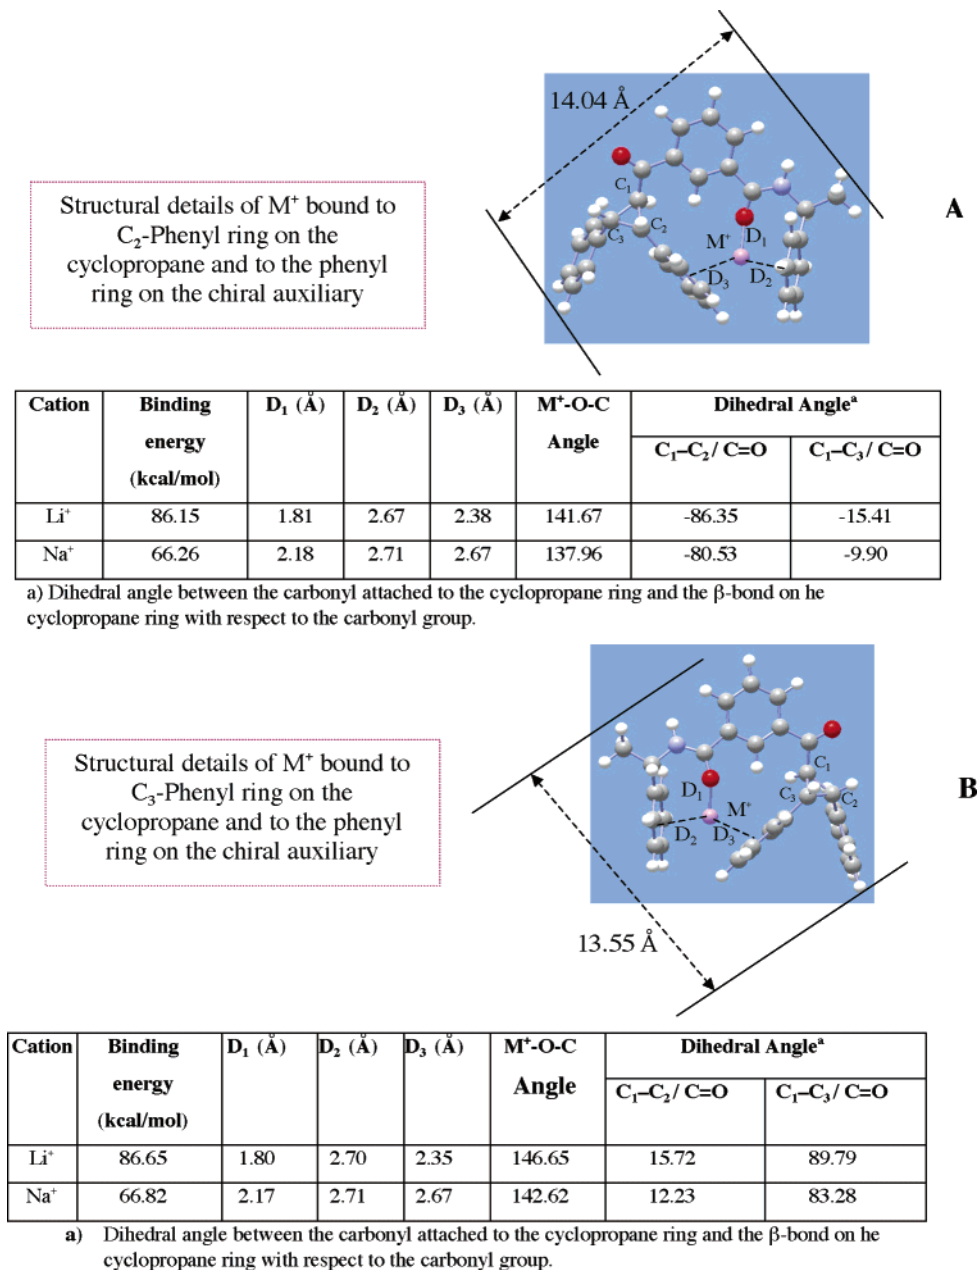 14.04 Å
C₁
C₂
C₃
M⁺
D₁
D₂
D₃
A
Structural details of M⁺ bound to
C₂-Phenyl ring on the
cyclopropane and to the phenyl
ring on the chiral auxiliary
Cation Binding energy (kcal/mol) D₁ (Å) D₂ (Å) D₃ (Å) M⁺-O-C Angle Dihedral Angleᵃ
C₁–C₂ / C=O C₁–C₃ / C=O
Li⁺ 86.15 1.81 2.67 2.38 141.67 -86.35 -15.41
Na⁺ 66.26 2.18 2.71 2.67 137.96 -80.53 -9.90
a) Dihedral angle between the carbonyl attached to the cyclopropane ring and the β-bond on he
cyclopropane ring with respect to the carbonyl group.
Structural details of M⁺ bound to
C₃-Phenyl ring on the
cyclopropane and to the phenyl
ring on the chiral auxiliary
C₁
D₁
C₃
C₂
M⁺
D₂
D₃
B
13.55 Å
Cation Binding energy (kcal/mol) D₁ (Å) D₂ (Å) D₃ (Å) M⁺-O-C Angle Dihedral Angleᵃ
C₁–C₂ / C=O C₁–C₃ / C=O
Li⁺ 86.65 1.80 2.70 2.35 146.65 15.72 89.79
Na⁺ 66.82 2.17 2.71 2.67 142.62 12.23 83.28
a) Dihedral angle between the carbonyl attached to the cyclopropane ring and the β-bond on he
cyclopropane ring with respect to the carbonyl group.